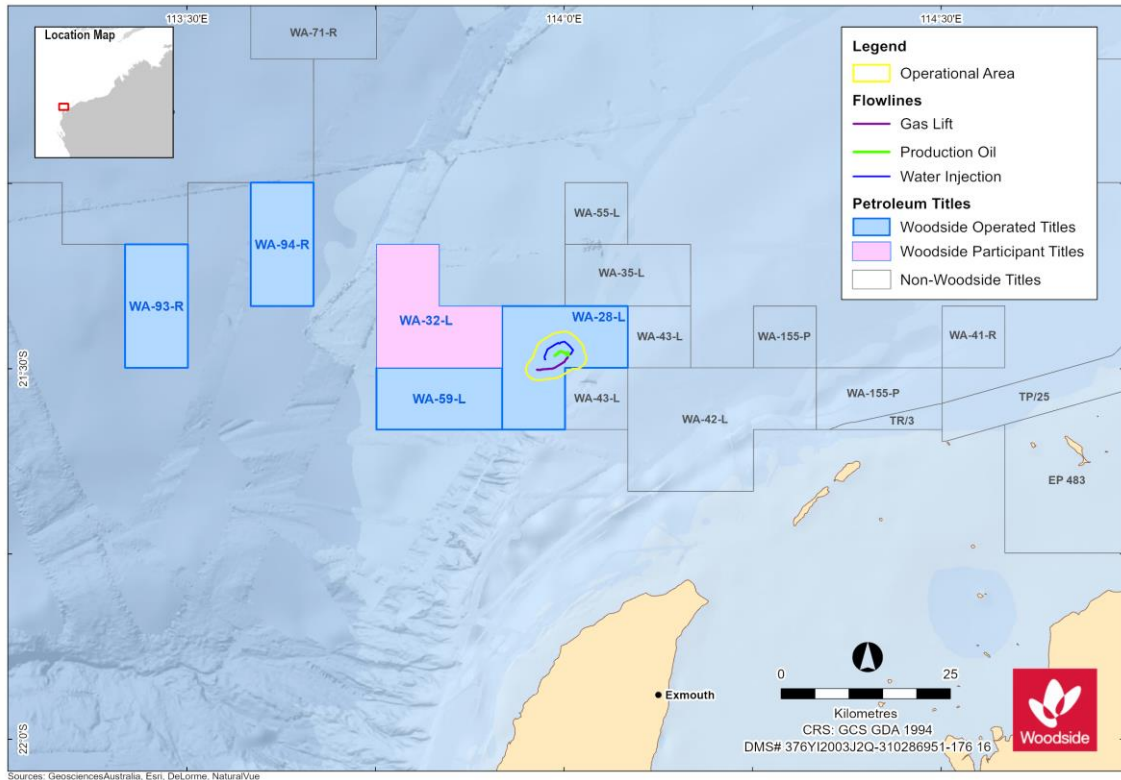 113°30'E
114°0'E
114°30'E
Location Map
WA-71-R
Legend
Operational Area
Flowlines
Gas Lift
Production Oil
Water Injection
Petroleum Titles
Woodside Operated Titles
Woodside Participant Titles
Non-Woodside Titles
WA-55-L
WA-94-R
WA-35-L
WA-93-R
WA-32-L
WA-28-L
WA-43-L
WA-155-P
WA-41-R
21°30'S
WA-59-L
WA-43-L
WA-42-L
WA-155-P
TR/3
TP/25
EP 483
Exmouth
0
25
Kilometres
CRS: GCS GDA 1994
DMS# 376YI2003J2Q-310286951-176 16
Woodside
22°0'S
Sources: GeosciencesAustralia, Esri, DeLorme, NaturalVue